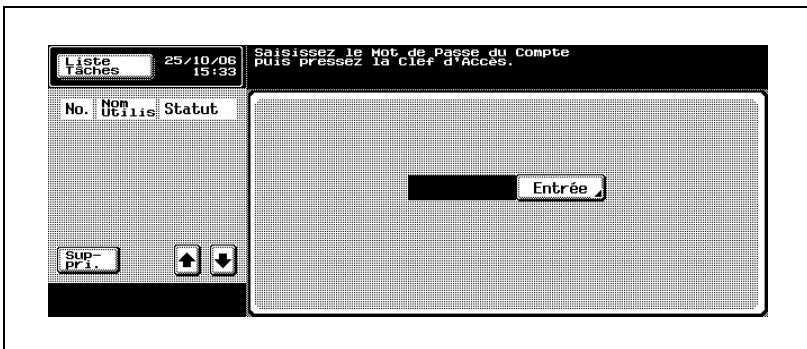 Liste
Tâches
25/10/06
15:33
Saisissez le Mot de Passe du Compte
Puis pressez la Clef d'Accès.
No. Nom Utilis Statut
Entrée
Sup-
pri.